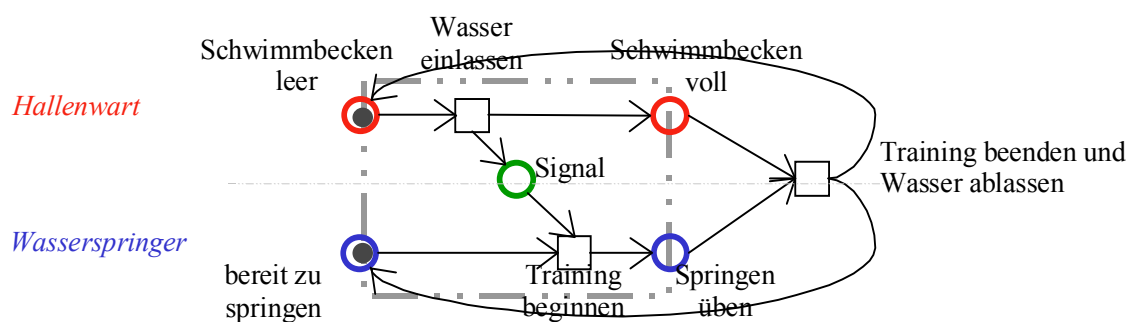 Wasser
einlassen
Schwimmbecken
leer
Schwimmbecken
voll
Hallenwart
Signal
Training beenden und
Wasser ablassen
Wasserspringer
bereit zu
springen
Training
beginnen
Springen
üben